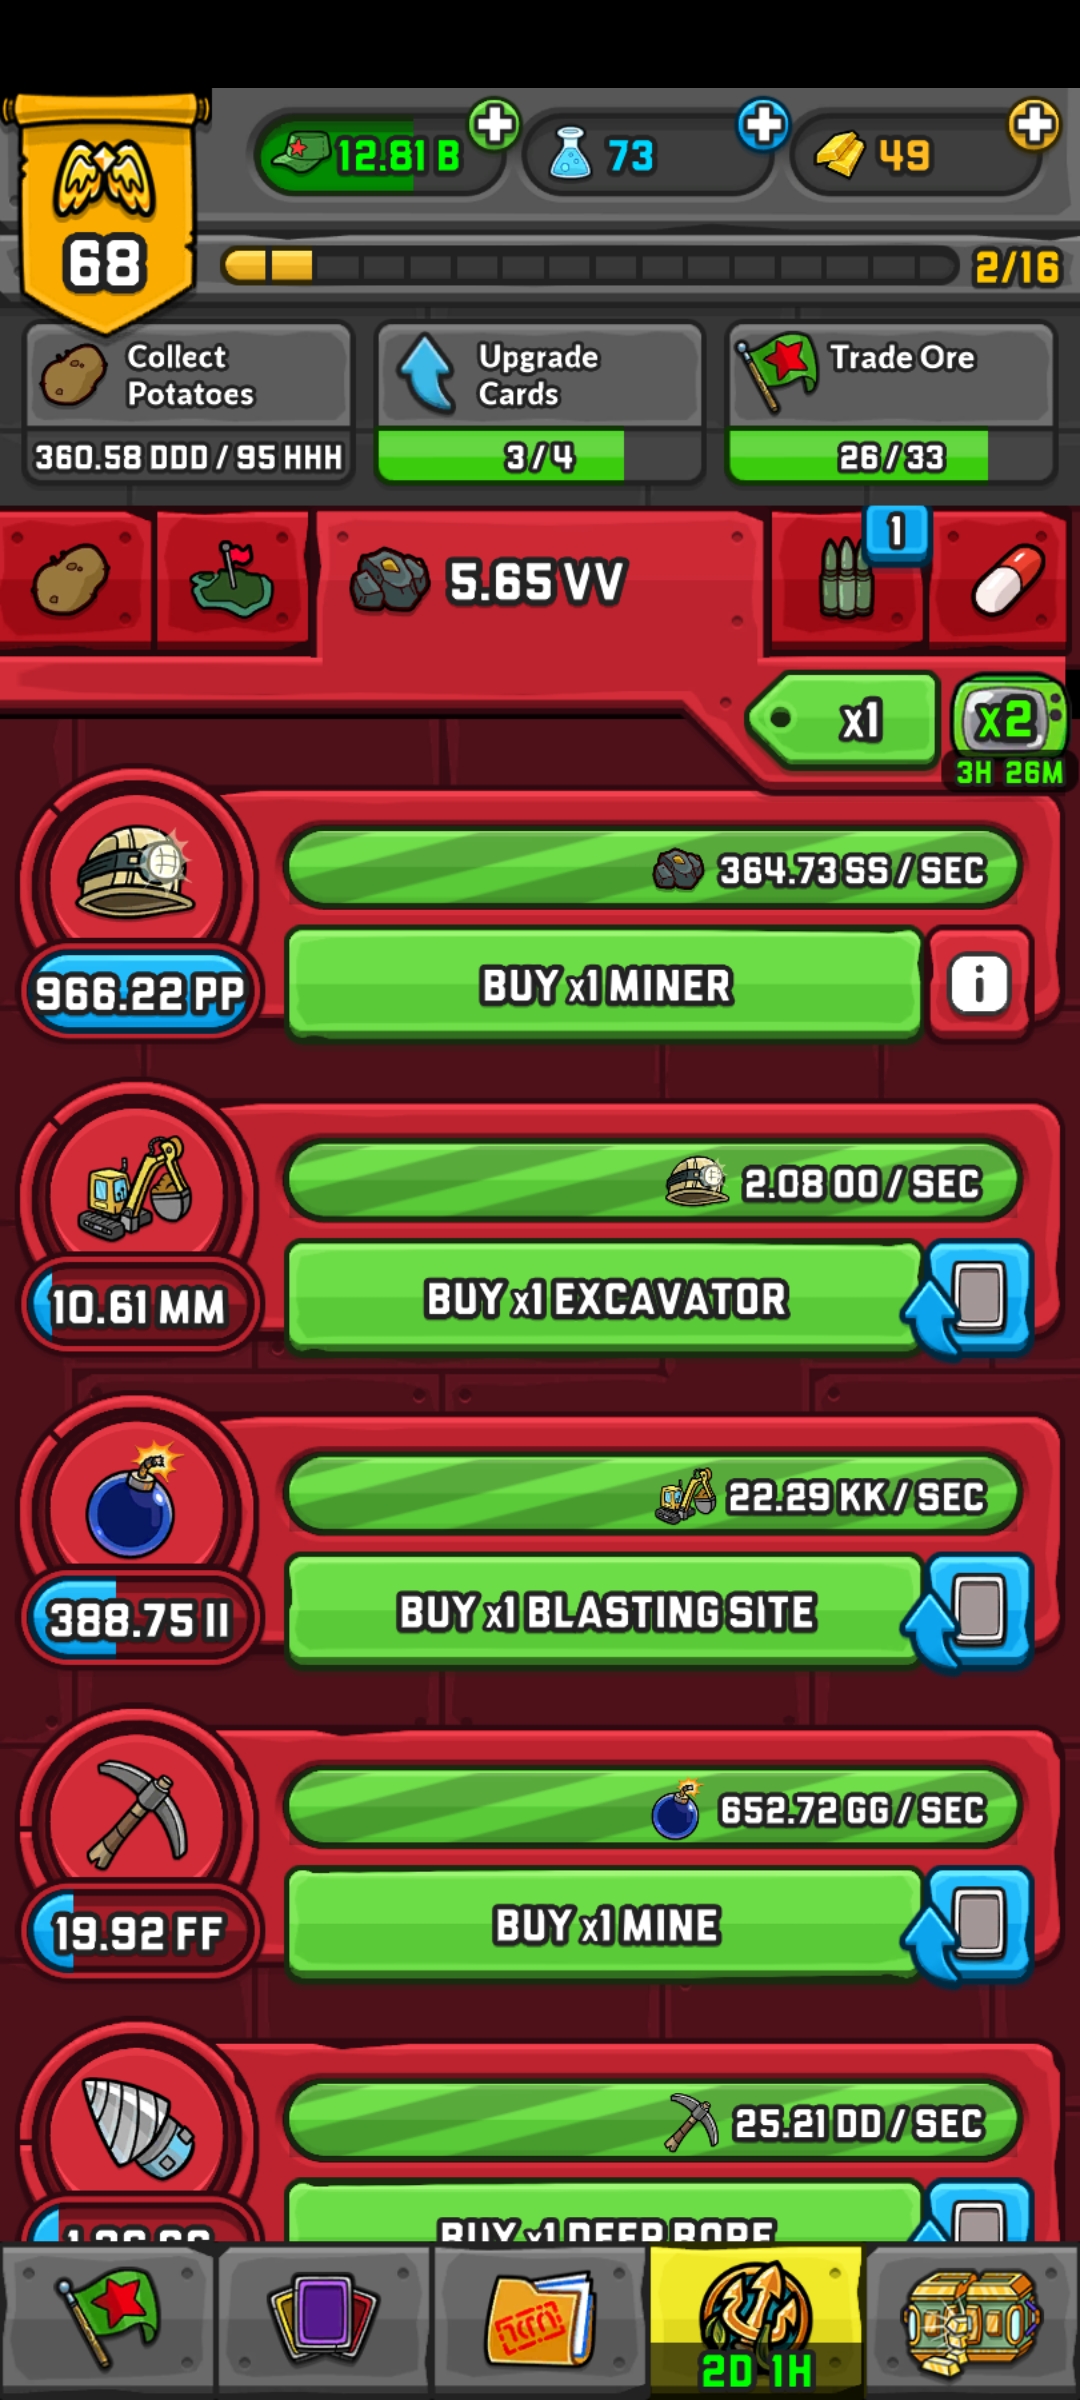 12.81 B
73
49
68
2/16
Collect
Potatoes
360.58 DDD / 95 HHH
Upgrade
Cards
3/4
Trade Ore
26/33
5.65 VV
1
x1
x2
3H 26M
364.73 SS / SEC
966.22 PP
BUY x1 MINER
i
2.08 OO / SEC
10.61 MM
BUY x1 EXCAVATOR
22.29 KK / SEC
388.75 II
BUY x1 BLASTING SITE
652.72 GG / SEC
19.92 FF
BUY x1 MINE
25.21 DD / SEC
BUY x1 DEEP BORE
2D 1H